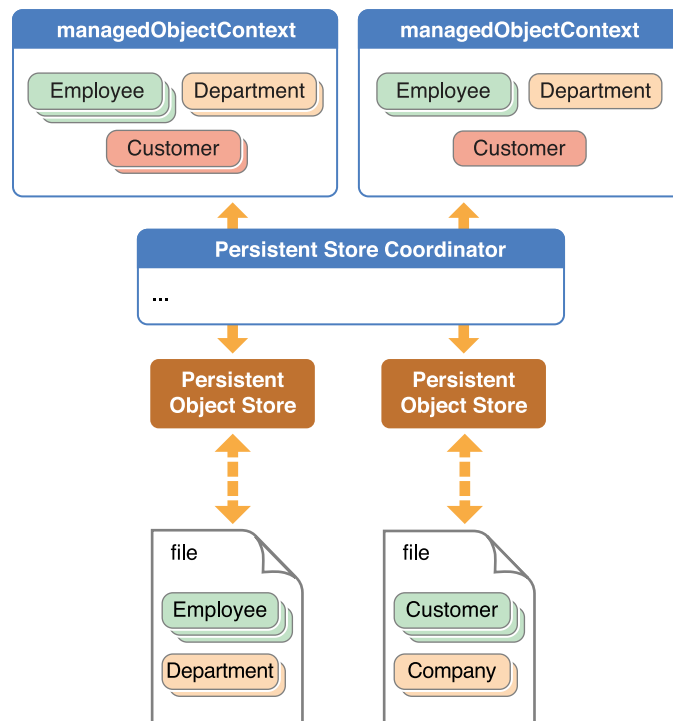 managedObjectContext
Employee
Department
Customer
managedObjectContext
Employee
Department
Customer
Persistent Store Coordinator
...
Persistent
Object Store
Persistent
Object Store
file
Employee
Department
file
Customer
Company